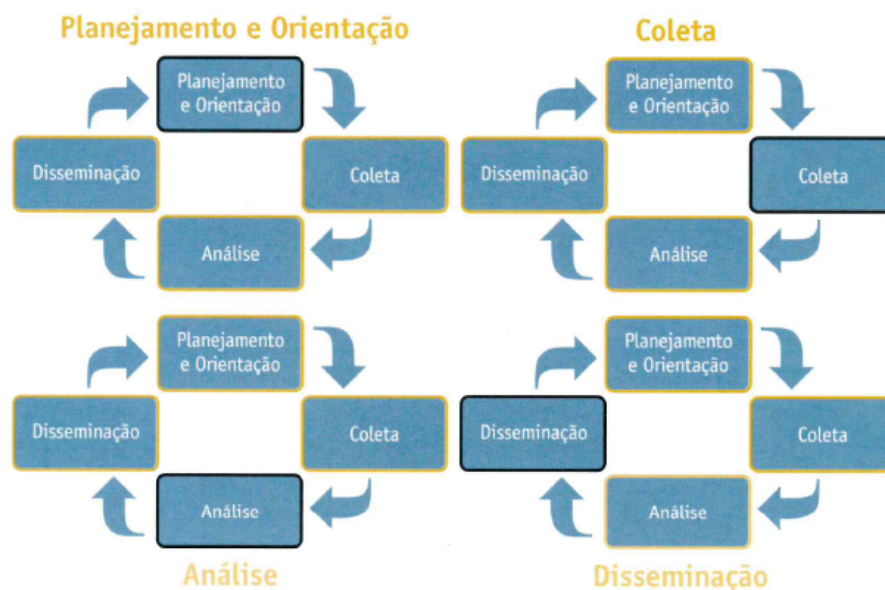 Planejamento e Orientação
Planejamento
e Orientação
Disseminação
Coleta
Análise
Coleta
Planejamento
e Orientação
Disseminação
Coleta
Análise
Planejamento
e Orientação
Disseminação
Coleta
Análise
Análise
Planejamento
e Orientação
Disseminação
Coleta
Análise
Disseminação